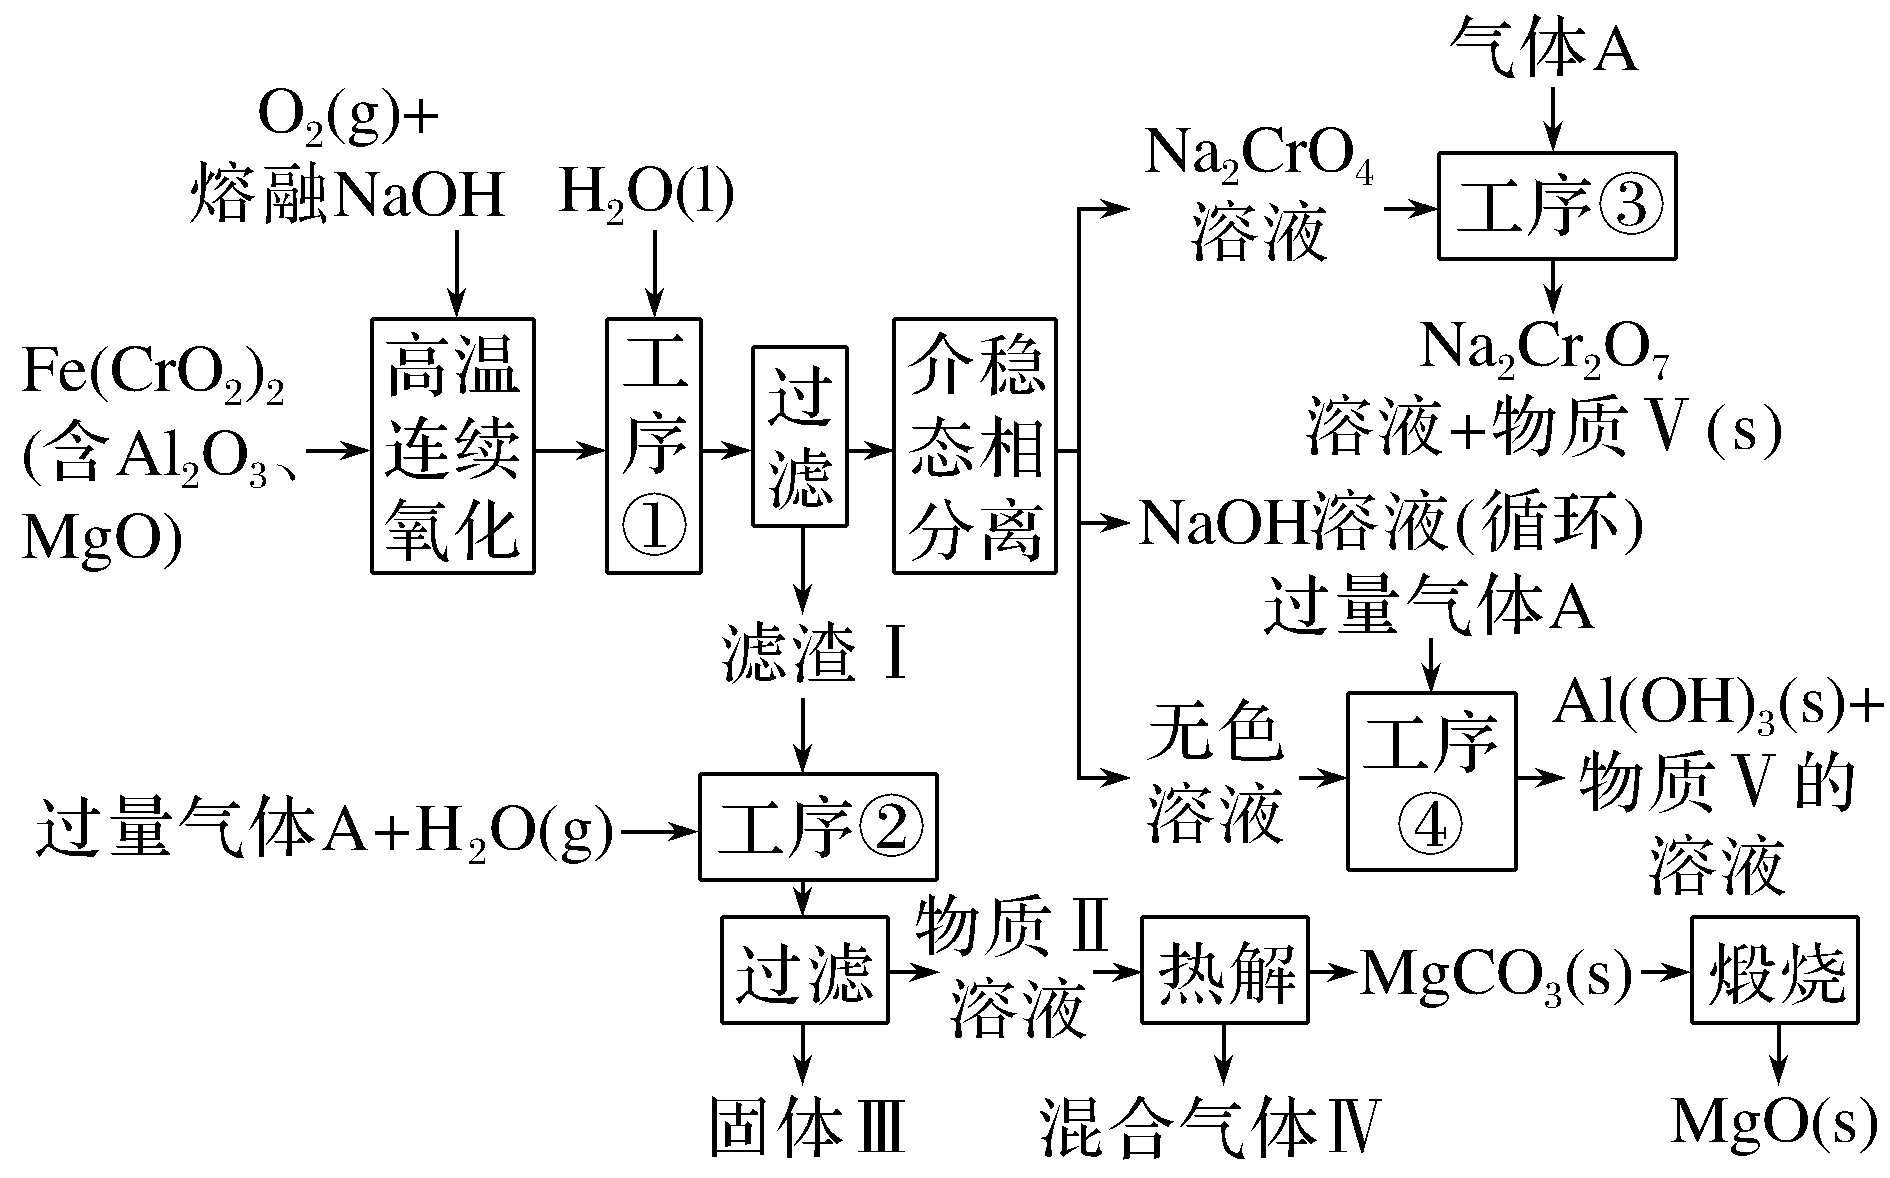 气体A
O₂(g)+
熔融NaOH
H₂O(l)
Na₂CrO₄
溶液
工序③
Fe(CrO₂)₂
(含Al₂O₃、
MgO)
高温
连续
氧化
工
序
①
过
滤
介稳
态相
分离
Na₂Cr₂O₇
溶液+物质Ⅴ(s)
NaOH溶液(循环)
过量气体A
滤渣Ⅰ
无色
溶液
工序
④
Al(OH)₃(s)+
物质Ⅴ的
溶液
过量气体A+H₂O(g)
工序②
过滤
物质Ⅱ
溶液
热解
MgCO₃(s)
煅烧
固体Ⅲ
混合气体Ⅳ
MgO(s)